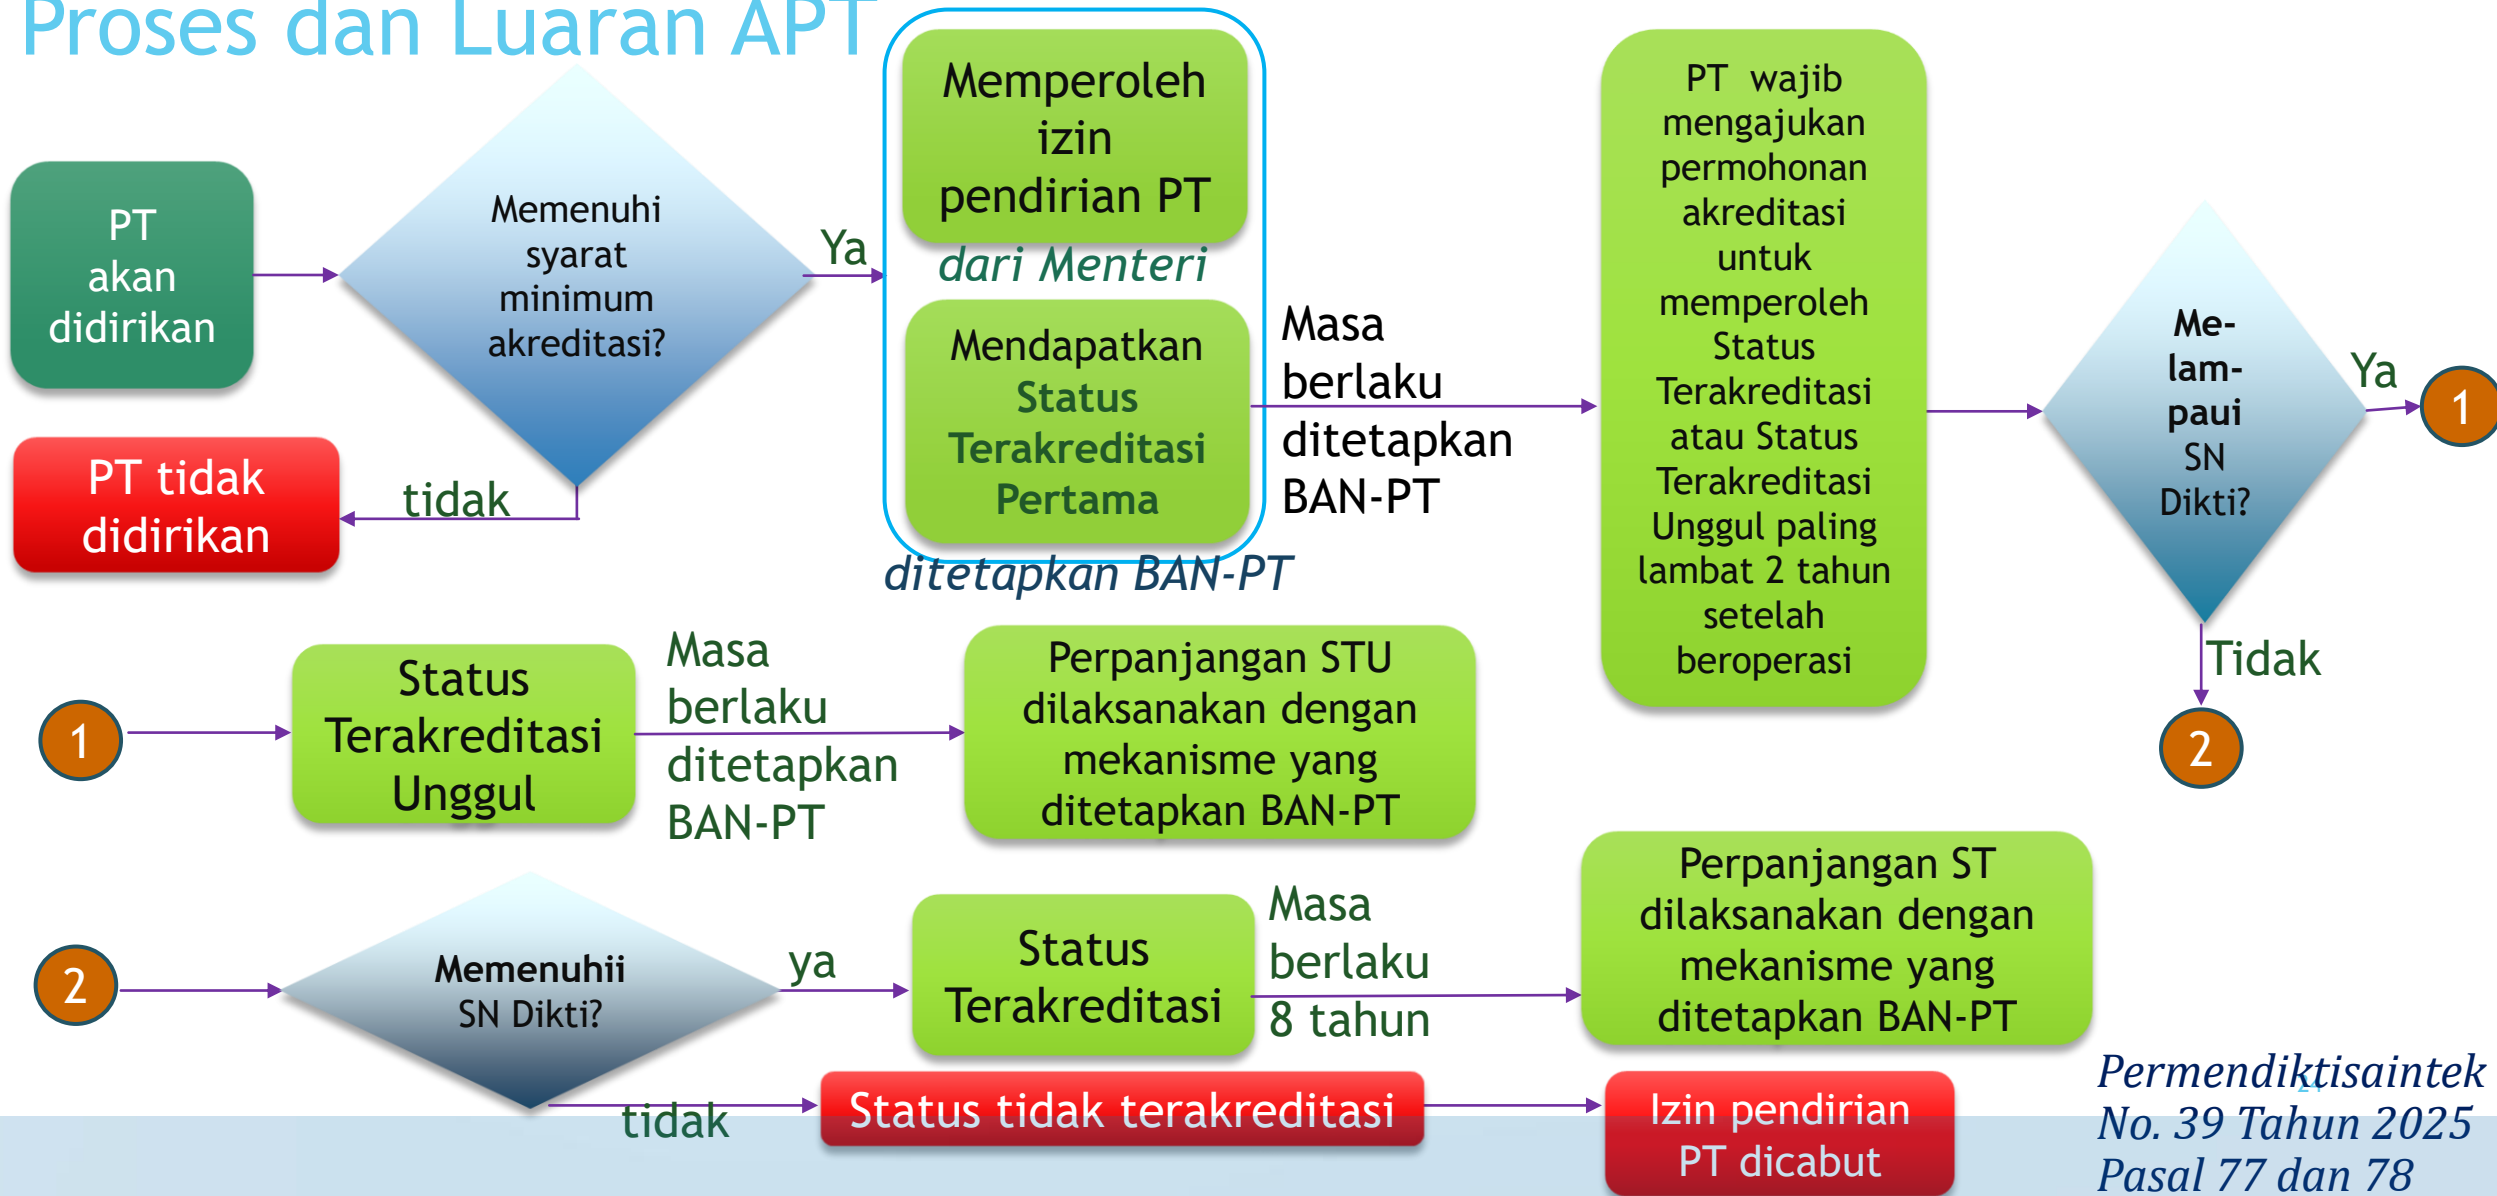 Proses dan Luaran APT
PT
akan
didirikan
Memenuhi
syarat
minimum
akreditasi?
Ya
tidak
PT tidak
didirikan
Memperoleh
izin
pendirian PT
dari Menteri
Mendapatkan
Status
Terakreditasi
Pertama
ditetapkan BAN-PT
Masa
berlaku
ditetapkan
BAN-PT
PT wajib
mengajukan
permohonan
akreditasi
untuk
memperoleh
Status
Terakreditasi
atau Status
Terakreditasi
Unggul paling
lambat 2 tahun
setelah
beroperasi
Me-
lam-
paui
SN
Dikti?
Ya
1
Tidak
2
1
Status
Terakreditasi
Unggul
Masa
berlaku
ditetapkan
BAN-PT
Perpanjangan STU
dilaksanakan dengan
mekanisme yang
ditetapkan BAN-PT
2
Memenuhii
SN Dikti?
ya
Status
Terakreditasi
Masa
berlaku
8 tahun
Perpanjangan ST
dilaksanakan dengan
mekanisme yang
ditetapkan BAN-PT
tidak
Status tidak terakreditasi
Izin pendirian
PT dicabut
Permendiktisaintek
No. 39 Tahun 2025
Pasal 77 dan 78
24